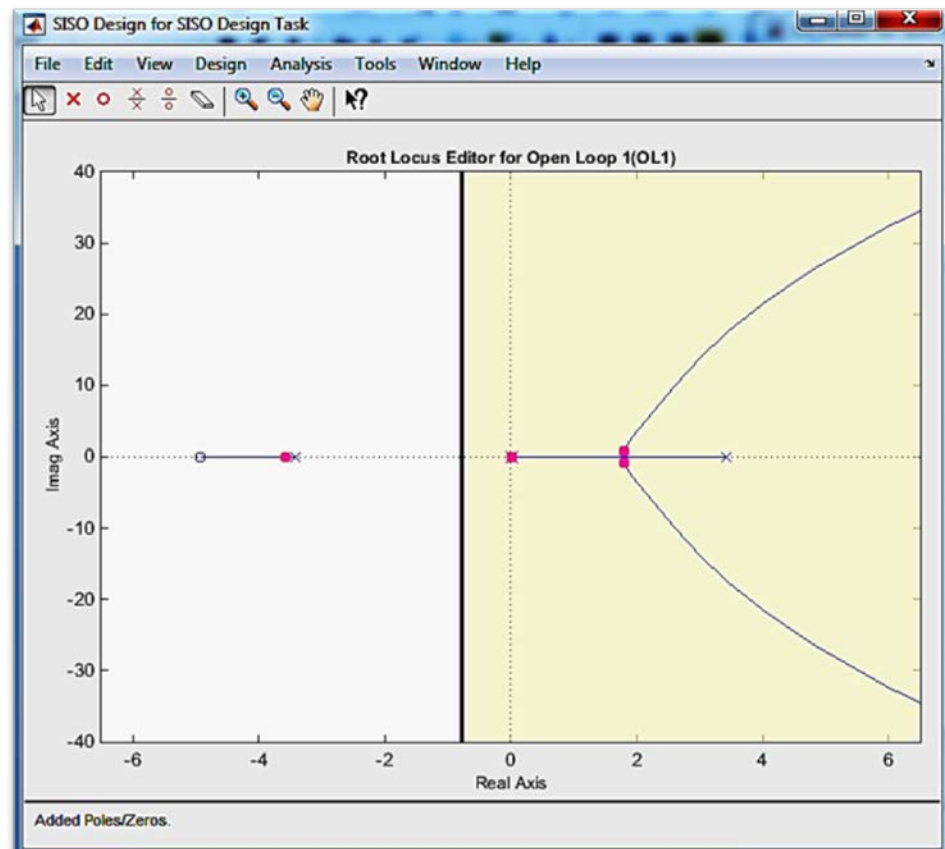 SISO Design for SISO Design Task
File Edit View Design Analysis Tools Window Help
Root Locus Editor for Open Loop 1(OL1)
40
30
20
10
0
-10
-20
-30
-40
Imag Axis
-6 -4 -2 0 2 4 6
Real Axis
Added Poles/Zeros.